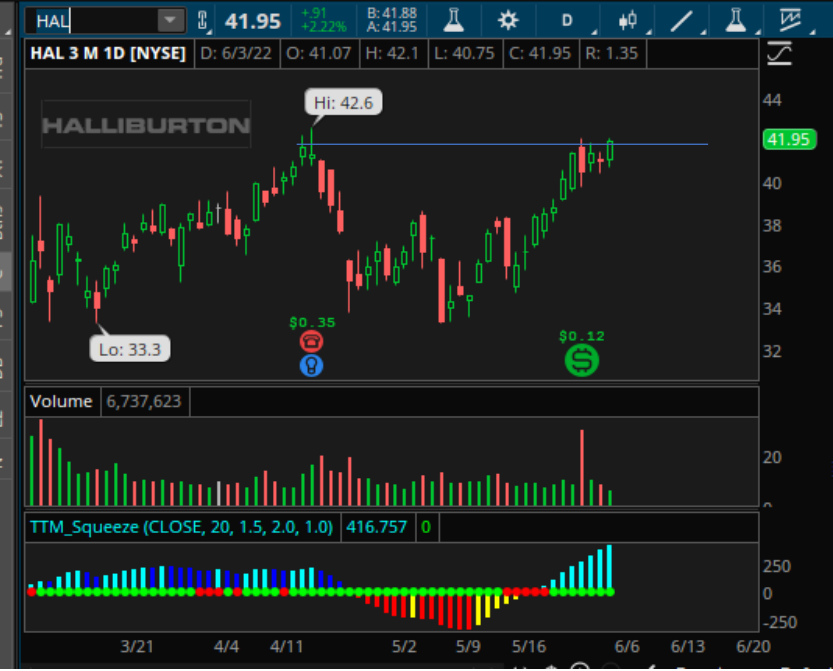 HAL 41.95 +.91 +2.22% B: 41.88 A: 41.95 D
HAL 3 M 1D [NYSE] D: 6/3/22 O: 41.07 H: 42.1 L: 40.75 C: 41.95 R: 1.35
HALLIBURTON
Hi: 42.6
44
41.95
40
38
36
34
32
$0.35
$0.12
Lo: 33.3
Volume 6,737,623
20
TTM_Squeeze (CLOSE, 20, 1.5, 2.0, 1.0) 416.757 0
250
0
-250
3/21 4/4 4/11 5/2 5/9 5/16 6/6 6/13 6/20